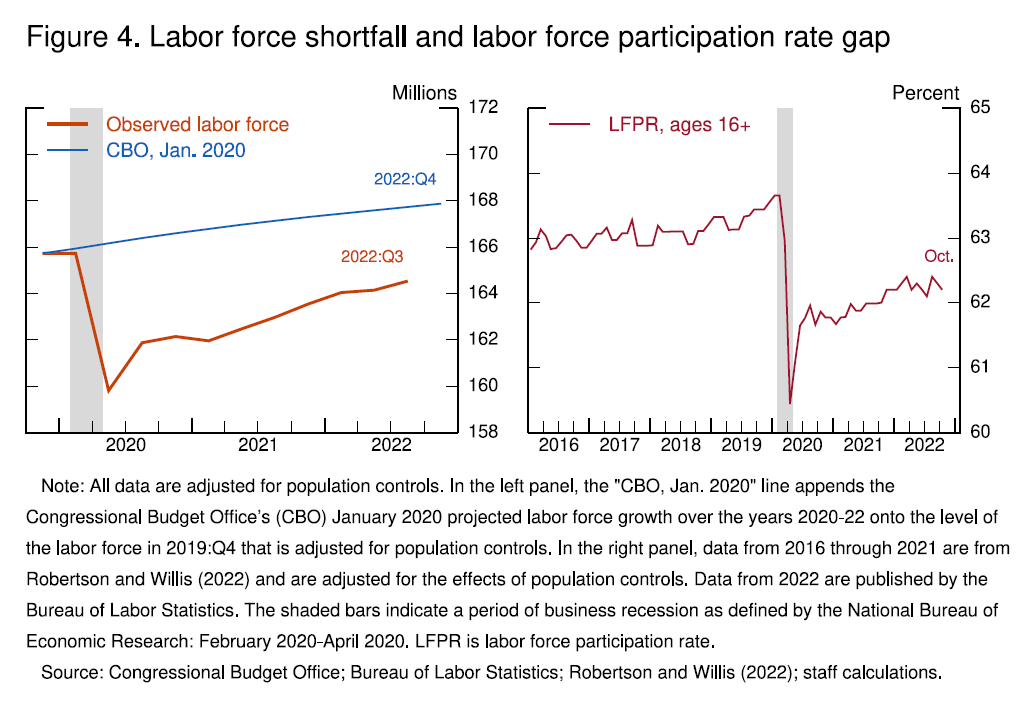 Figure 4. Labor force shortfall and labor force participation rate gap
Millions
172
170
168
166
164
162
160
158
Observed labor force
CBO, Jan. 2020
2022:Q4
2022:Q3
2020 2021 2022
Percent
65
64
63
62
61
60
LFPR, ages 16+
Oct.
2016 2017 2018 2019 2020 2021 2022
Note: All data are adjusted for population controls. In the left panel, the "CBO, Jan. 2020" line appends the
Congressional Budget Office's (CBO) January 2020 projected labor force growth over the years 2020-22 onto the level of
the labor force in 2019:Q4 that is adjusted for population controls. In the right panel, data from 2016 through 2021 are from
Robertson and Willis (2022) and are adjusted for the effects of population controls. Data from 2022 are published by the
Bureau of Labor Statistics. The shaded bars indicate a period of business recession as defined by the National Bureau of
Economic Research: February 2020-April 2020. LFPR is labor force participation rate.
Source: Congressional Budget Office; Bureau of Labor Statistics; Robertson and Willis (2022); staff calculations.